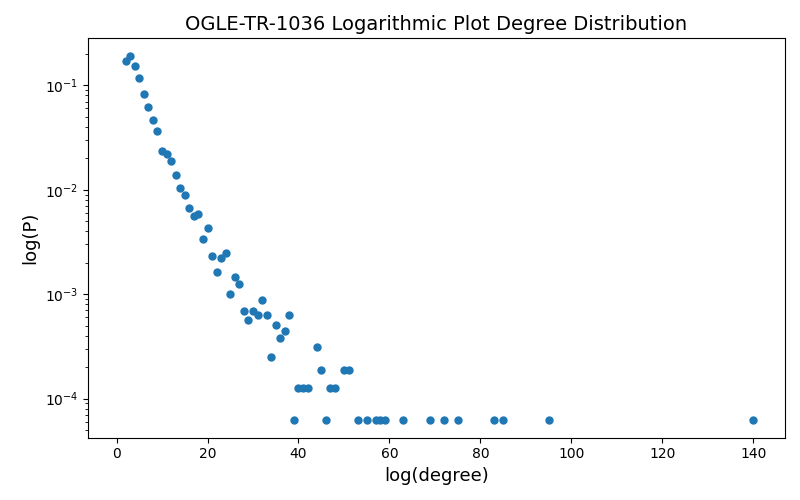 OGLE-TR-1036 Logarithmic Plot Degree Distribution
log(P)
10⁻¹
10⁻²
10⁻³
10⁻⁴
0 20 40 60 80 100 120 140
log(degree)